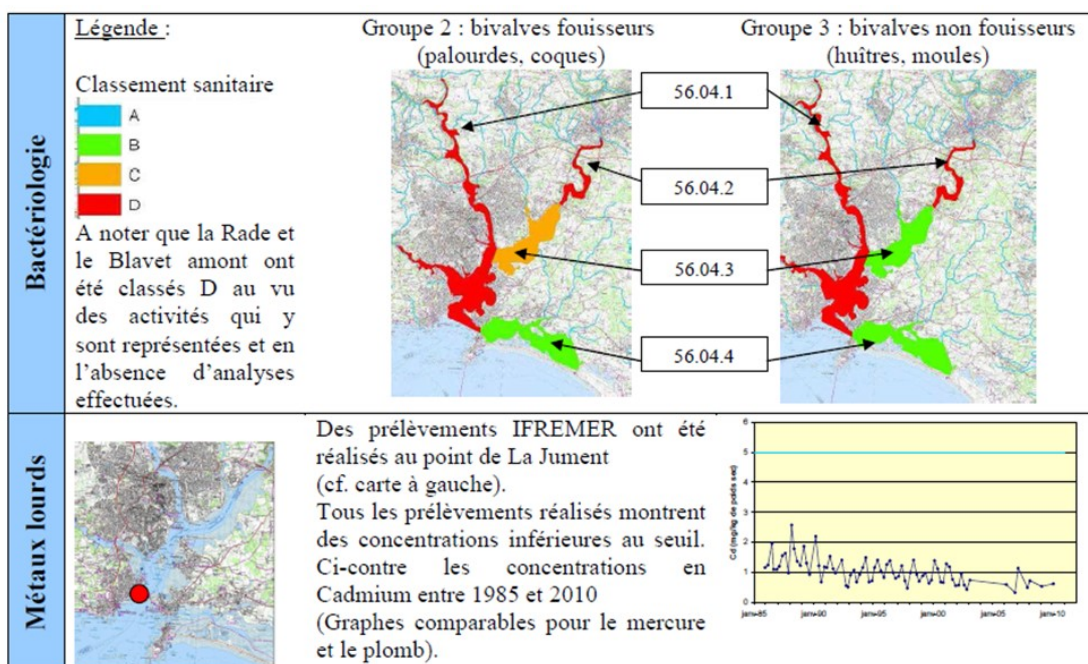 Bactériologie
Légende :
Classement sanitaire
A
B
C
D
A noter que la Rade et
le Blavet amont ont
été classés D au vu
des activités qui y
sont représentées et en
l'absence d'analyses
effectuées.
Groupe 2 : bivalves fouisseurs
(palourdes, coques)
Groupe 3 : bivalves non fouisseurs
(huîtres, moules)
56.04.1
56.04.2
56.04.3
56.04.4
Métaux lourds
Des prélèvements IFREMER ont été
réalisés au point de La Jument
(cf. carte à gauche).
Tous les prélèvements réalisés montrent
des concentrations inférieures au seuil.
Ci-contre les concentrations en
Cadmium entre 1985 et 2010
(Graphes comparables pour le mercure
et le plomb).
Cd (mg/kg de poids sec)
6
5
4
3
2
1
0
janv-85 janv-90 janv-95 janv-00 janv-05 janv-10